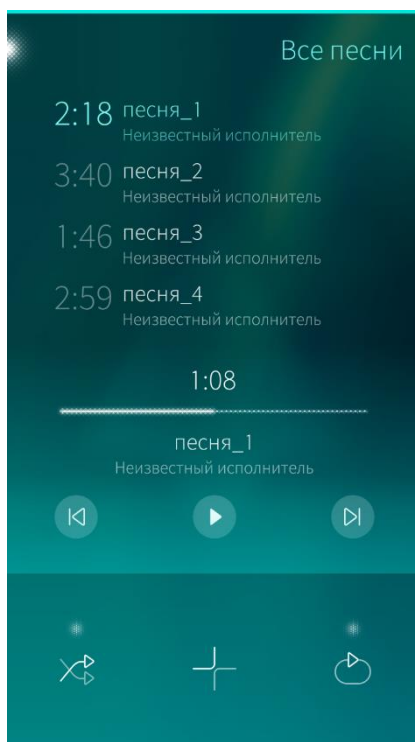 Все песни
2:18 песня_1
Неизвестный исполнитель
3:40 песня_2
Неизвестный исполнитель
1:46 песня_3
Неизвестный исполнитель
2:59 песня_4
Неизвестный исполнитель
1:08
песня_1
Неизвестный исполнитель